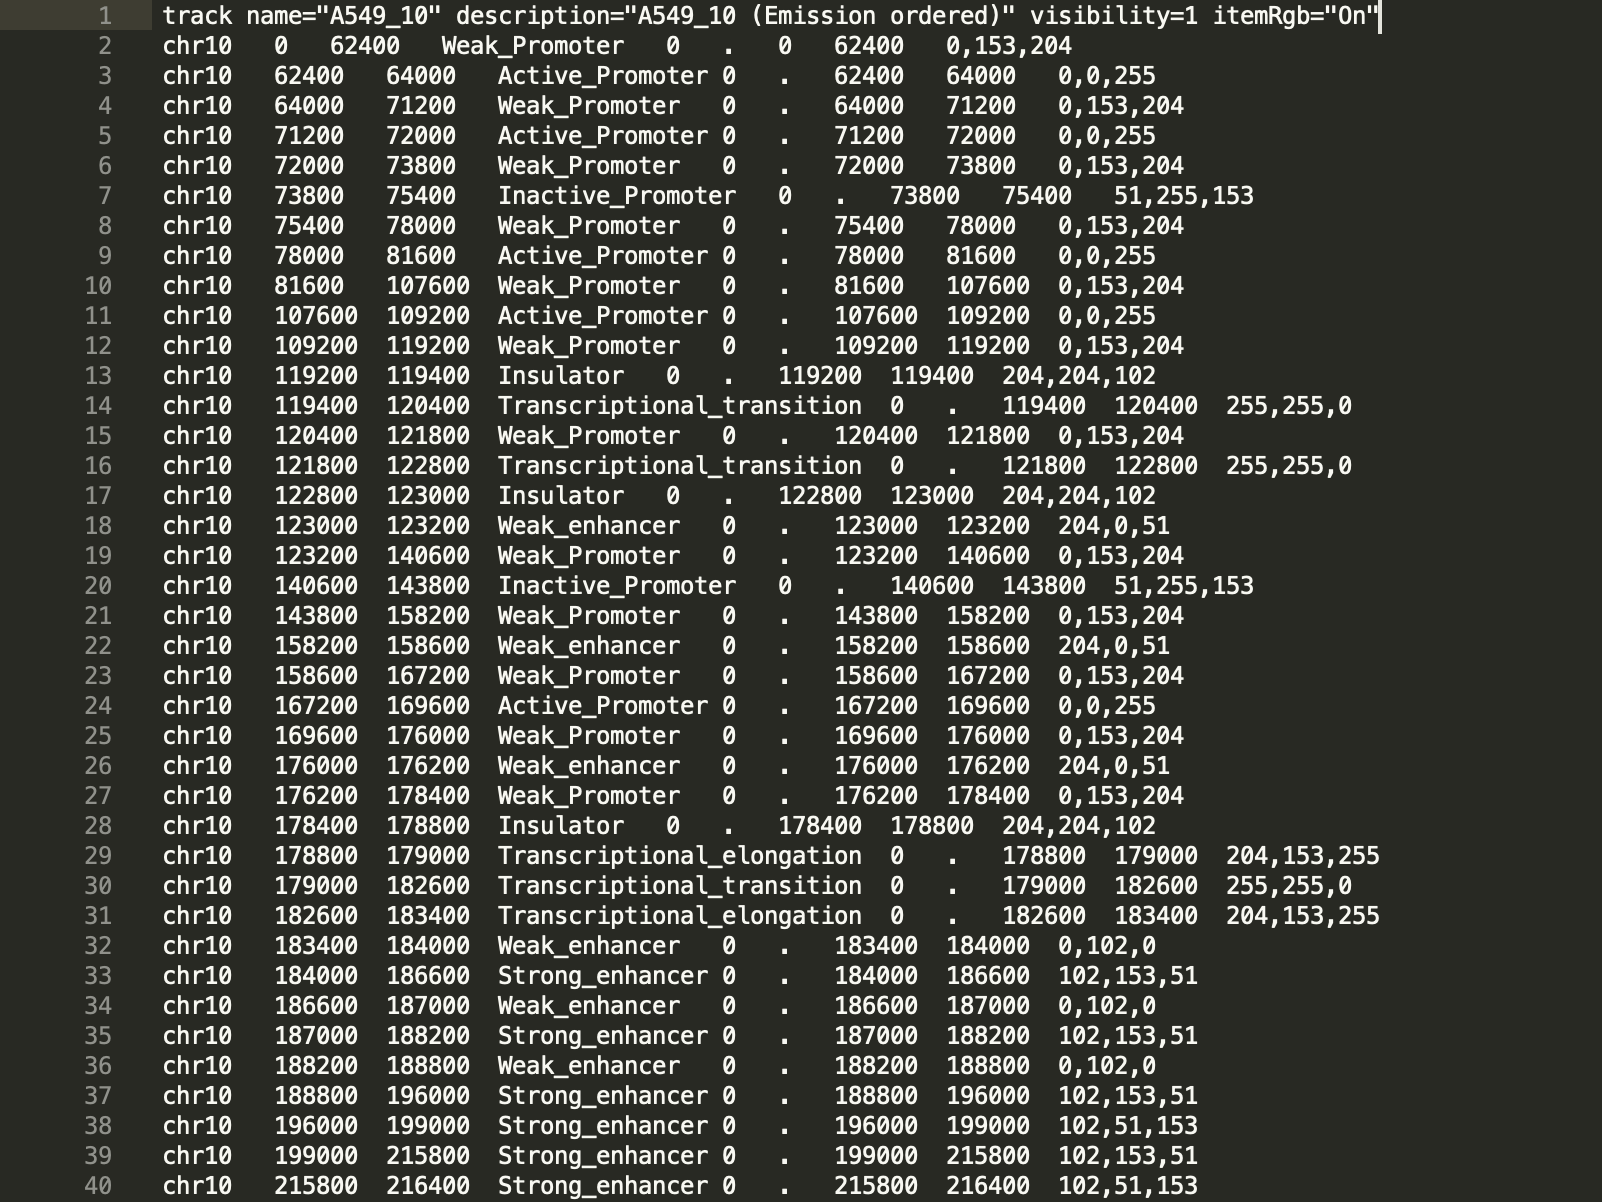 1 track name="A549_10" description="A549_10 (Emission ordered)" visibility=1 itemRgb="On"
2 chr10 0 62400 Weak_Promoter 0 . 0 62400 0,153,204
3 chr10 62400 64000 Active_Promoter 0 . 62400 64000 0,0,255
4 chr10 64000 71200 Weak_Promoter 0 . 64000 71200 0,153,204
5 chr10 71200 72000 Active_Promoter 0 . 71200 72000 0,0,255
6 chr10 72000 73800 Weak_Promoter 0 . 72000 73800 0,153,204
7 chr10 73800 75400 Inactive_Promoter 0 . 73800 75400 51,255,153
8 chr10 75400 78000 Weak_Promoter 0 . 75400 78000 0,153,204
9 chr10 78000 81600 Active_Promoter 0 . 78000 81600 0,0,255
10 chr10 81600 107600 Weak_Promoter 0 . 81600 107600 0,153,204
11 chr10 107600 109200 Active_Promoter 0 . 107600 109200 0,0,255
12 chr10 109200 119200 Weak_Promoter 0 . 109200 119200 0,153,204
13 chr10 119200 119400 Insulator 0 . 119200 119400 204,204,102
14 chr10 119400 120400 Transcriptional_transition 0 . 119400 120400 255,255,0
15 chr10 120400 121800 Weak_Promoter 0 . 120400 121800 0,153,204
16 chr10 121800 122800 Transcriptional_transition 0 . 121800 122800 255,255,0
17 chr10 122800 123000 Insulator 0 . 122800 123000 204,204,102
18 chr10 123000 123200 Weak_enhancer 0 . 123000 123200 204,0,51
19 chr10 123200 140600 Weak_Promoter 0 . 123200 140600 0,153,204
20 chr10 140600 143800 Inactive_Promoter 0 . 140600 143800 51,255,153
21 chr10 143800 158200 Weak_Promoter 0 . 143800 158200 0,153,204
22 chr10 158200 158600 Weak_enhancer 0 . 158200 158600 204,0,51
23 chr10 158600 167200 Weak_Promoter 0 . 158600 167200 0,153,204
24 chr10 167200 169600 Active_Promoter 0 . 167200 169600 0,0,255
25 chr10 169600 176000 Weak_Promoter 0 . 169600 176000 0,153,204
26 chr10 176000 176200 Weak_enhancer 0 . 176000 176200 204,0,51
27 chr10 176200 178400 Weak_Promoter 0 . 176200 178400 0,153,204
28 chr10 178400 178800 Insulator 0 . 178400 178800 204,204,102
29 chr10 178800 179000 Transcriptional_elongation 0 . 178800 179000 204,153,255
30 chr10 179000 182600 Transcriptional_transition 0 . 179000 182600 255,255,0
31 chr10 182600 183400 Transcriptional_elongation 0 . 182600 183400 204,153,255
32 chr10 183400 184000 Weak_enhancer 0 . 183400 184000 0,102,0
33 chr10 184000 186600 Strong_enhancer 0 . 184000 186600 102,153,51
34 chr10 186600 187000 Weak_enhancer 0 . 186600 187000 0,102,0
35 chr10 187000 188200 Strong_enhancer 0 . 187000 188200 102,153,51
36 chr10 188200 188800 Weak_enhancer 0 . 188200 188800 0,102,0
37 chr10 188800 196000 Strong_enhancer 0 . 188800 196000 102,153,51
38 chr10 196000 199000 Strong_enhancer 0 . 196000 199000 102,51,153
39 chr10 199000 215800 Strong_enhancer 0 . 199000 215800 102,153,51
40 chr10 215800 216400 Strong_enhancer 0 . 215800 216400 102,51,153